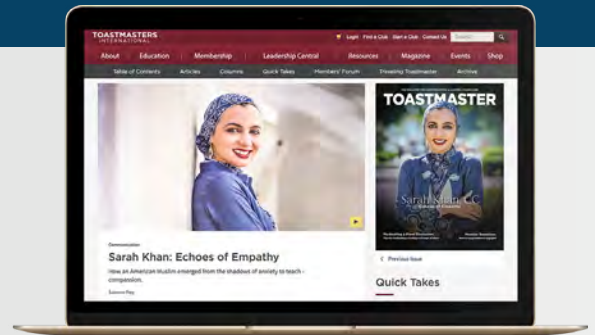 TOASTMASTERS
INTERNATIONAL
Login Find a Club Start a Club Contact Us
About Education Membership Leadership Central Resources Magazine Events Shop
Table of Contents Articles Columns Quick Takes Members' Forum Traveling Toastmaster Archive
TOASTMASTER
Sarah Khan, CC
Communication
Sarah Khan: Echoes of Empathy
How an American Muslim emerged from the shadows of anxiety to teach
compassion.
Previous Issue
Quick Takes